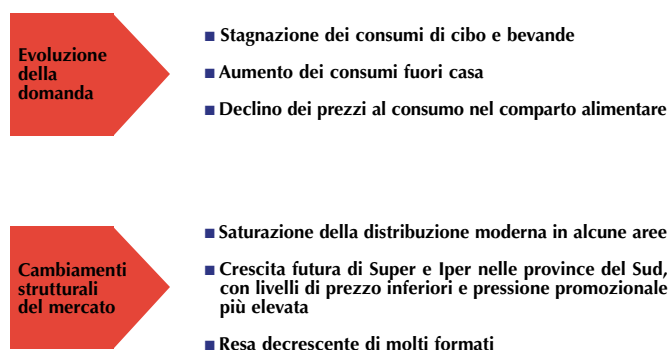 Evoluzione
della
domanda
■ Stagnazione dei consumi di cibo e bevande
■ Aumento dei consumi fuori casa
■ Declino dei prezzi al consumo nel comparto alimentare
Cambiamenti
strutturali
del mercato
■ Saturazione della distribuzione moderna in alcune aree
■ Crescita futura di Super e Iper nelle province del Sud,
con livelli di prezzo inferiori e pressione promozionale
più elevata
■ Resa decrescente di molti formati